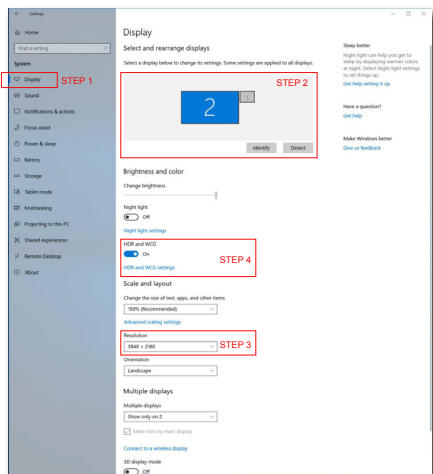 Settings
Home
Find a setting
System
Display
STEP 1
Sound
Notifications & actions
Focus assist
Power & sleep
Battery
Storage
Tablet mode
Multitasking
Projecting to this PC
Shared experiences
Remote Desktop
About
Display
Select and rearrange displays
Select a display below to change its settings. Some settings are applied to all displays.
STEP 2
2
1
Identify Detect
Brightness and color
Change brightness
Night light
Off
Night light settings
HDR and WCG
On
STEP 4
HDR and WCG settings
Scale and layout
Change the size of text, apps, and other items
150% (Recommended)
Advanced scaling settings
Resolution
3840 × 2160
STEP 3
Orientation
Landscape
Multiple displays
Multiple displays
Show only on 2
Make this my main display
Connect to a wireless display
3D display mode
Off
Sleep better
Night light can help you get to
sleep by displaying warmer colors
at night. Select Night light settings
to set things up.
Get help setting it up
Have a question?
Get help
Make Windows better
Give us feedback